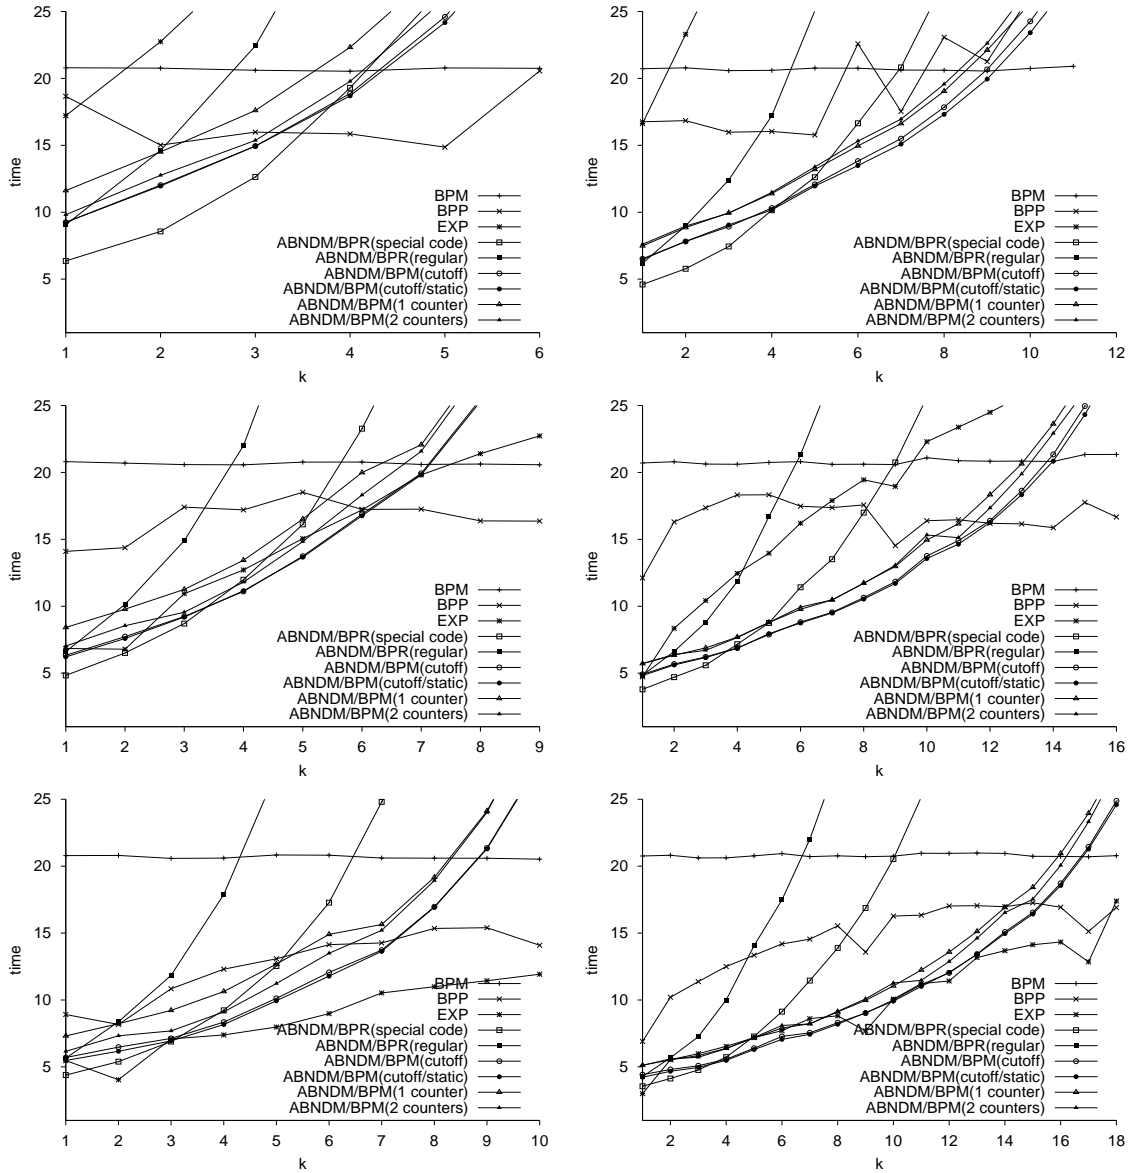 25
20
15
10
5
time
BPM
BPP
EXP
ABNDM/BPR(special code)
ABNDM/BPR(regular)
ABNDM/BPM(cutoff)
ABNDM/BPM(cutoff/static)
ABNDM/BPM(1 counter)
ABNDM/BPM(2 counters)
1 2 3 4 5 6
k
25
20
15
10
5
time
BPM
BPP
EXP
ABNDM/BPR(special code)
ABNDM/BPR(regular)
ABNDM/BPM(cutoff)
ABNDM/BPM(cutoff/static)
ABNDM/BPM(1 counter)
ABNDM/BPM(2 counters)
2 4 6 8 10 12
k
25
20
15
10
5
time
BPM
BPP
EXP
ABNDM/BPR(special code)
ABNDM/BPR(regular)
ABNDM/BPM(cutoff)
ABNDM/BPM(cutoff/static)
ABNDM/BPM(1 counter)
ABNDM/BPM(2 counters)
1 2 3 4 5 6 7 8 9
k
25
20
15
10
5
time
BPM
BPP
EXP
ABNDM/BPR(special code)
ABNDM/BPR(regular)
ABNDM/BPM(cutoff)
ABNDM/BPM(cutoff/static)
ABNDM/BPM(1 counter)
ABNDM/BPM(2 counters)
2 4 6 8 10 12 14 16
k
25
20
15
10
5
time
BPM
BPP
EXP
ABNDM/BPR(special code)
ABNDM/BPR(regular)
ABNDM/BPM(cutoff)
ABNDM/BPM(cutoff/static)
ABNDM/BPM(1 counter)
ABNDM/BPM(2 counters)
1 2 3 4 5 6 7 8 9 10
k
25
20
15
10
5
time
BPM
BPP
EXP
ABNDM/BPR(special code)
ABNDM/BPR(regular)
ABNDM/BPM(cutoff)
ABNDM/BPM(cutoff/static)
ABNDM/BPM(1 counter)
ABNDM/BPM(2 counters)
2 4 6 8 10 12 14 16 18
k